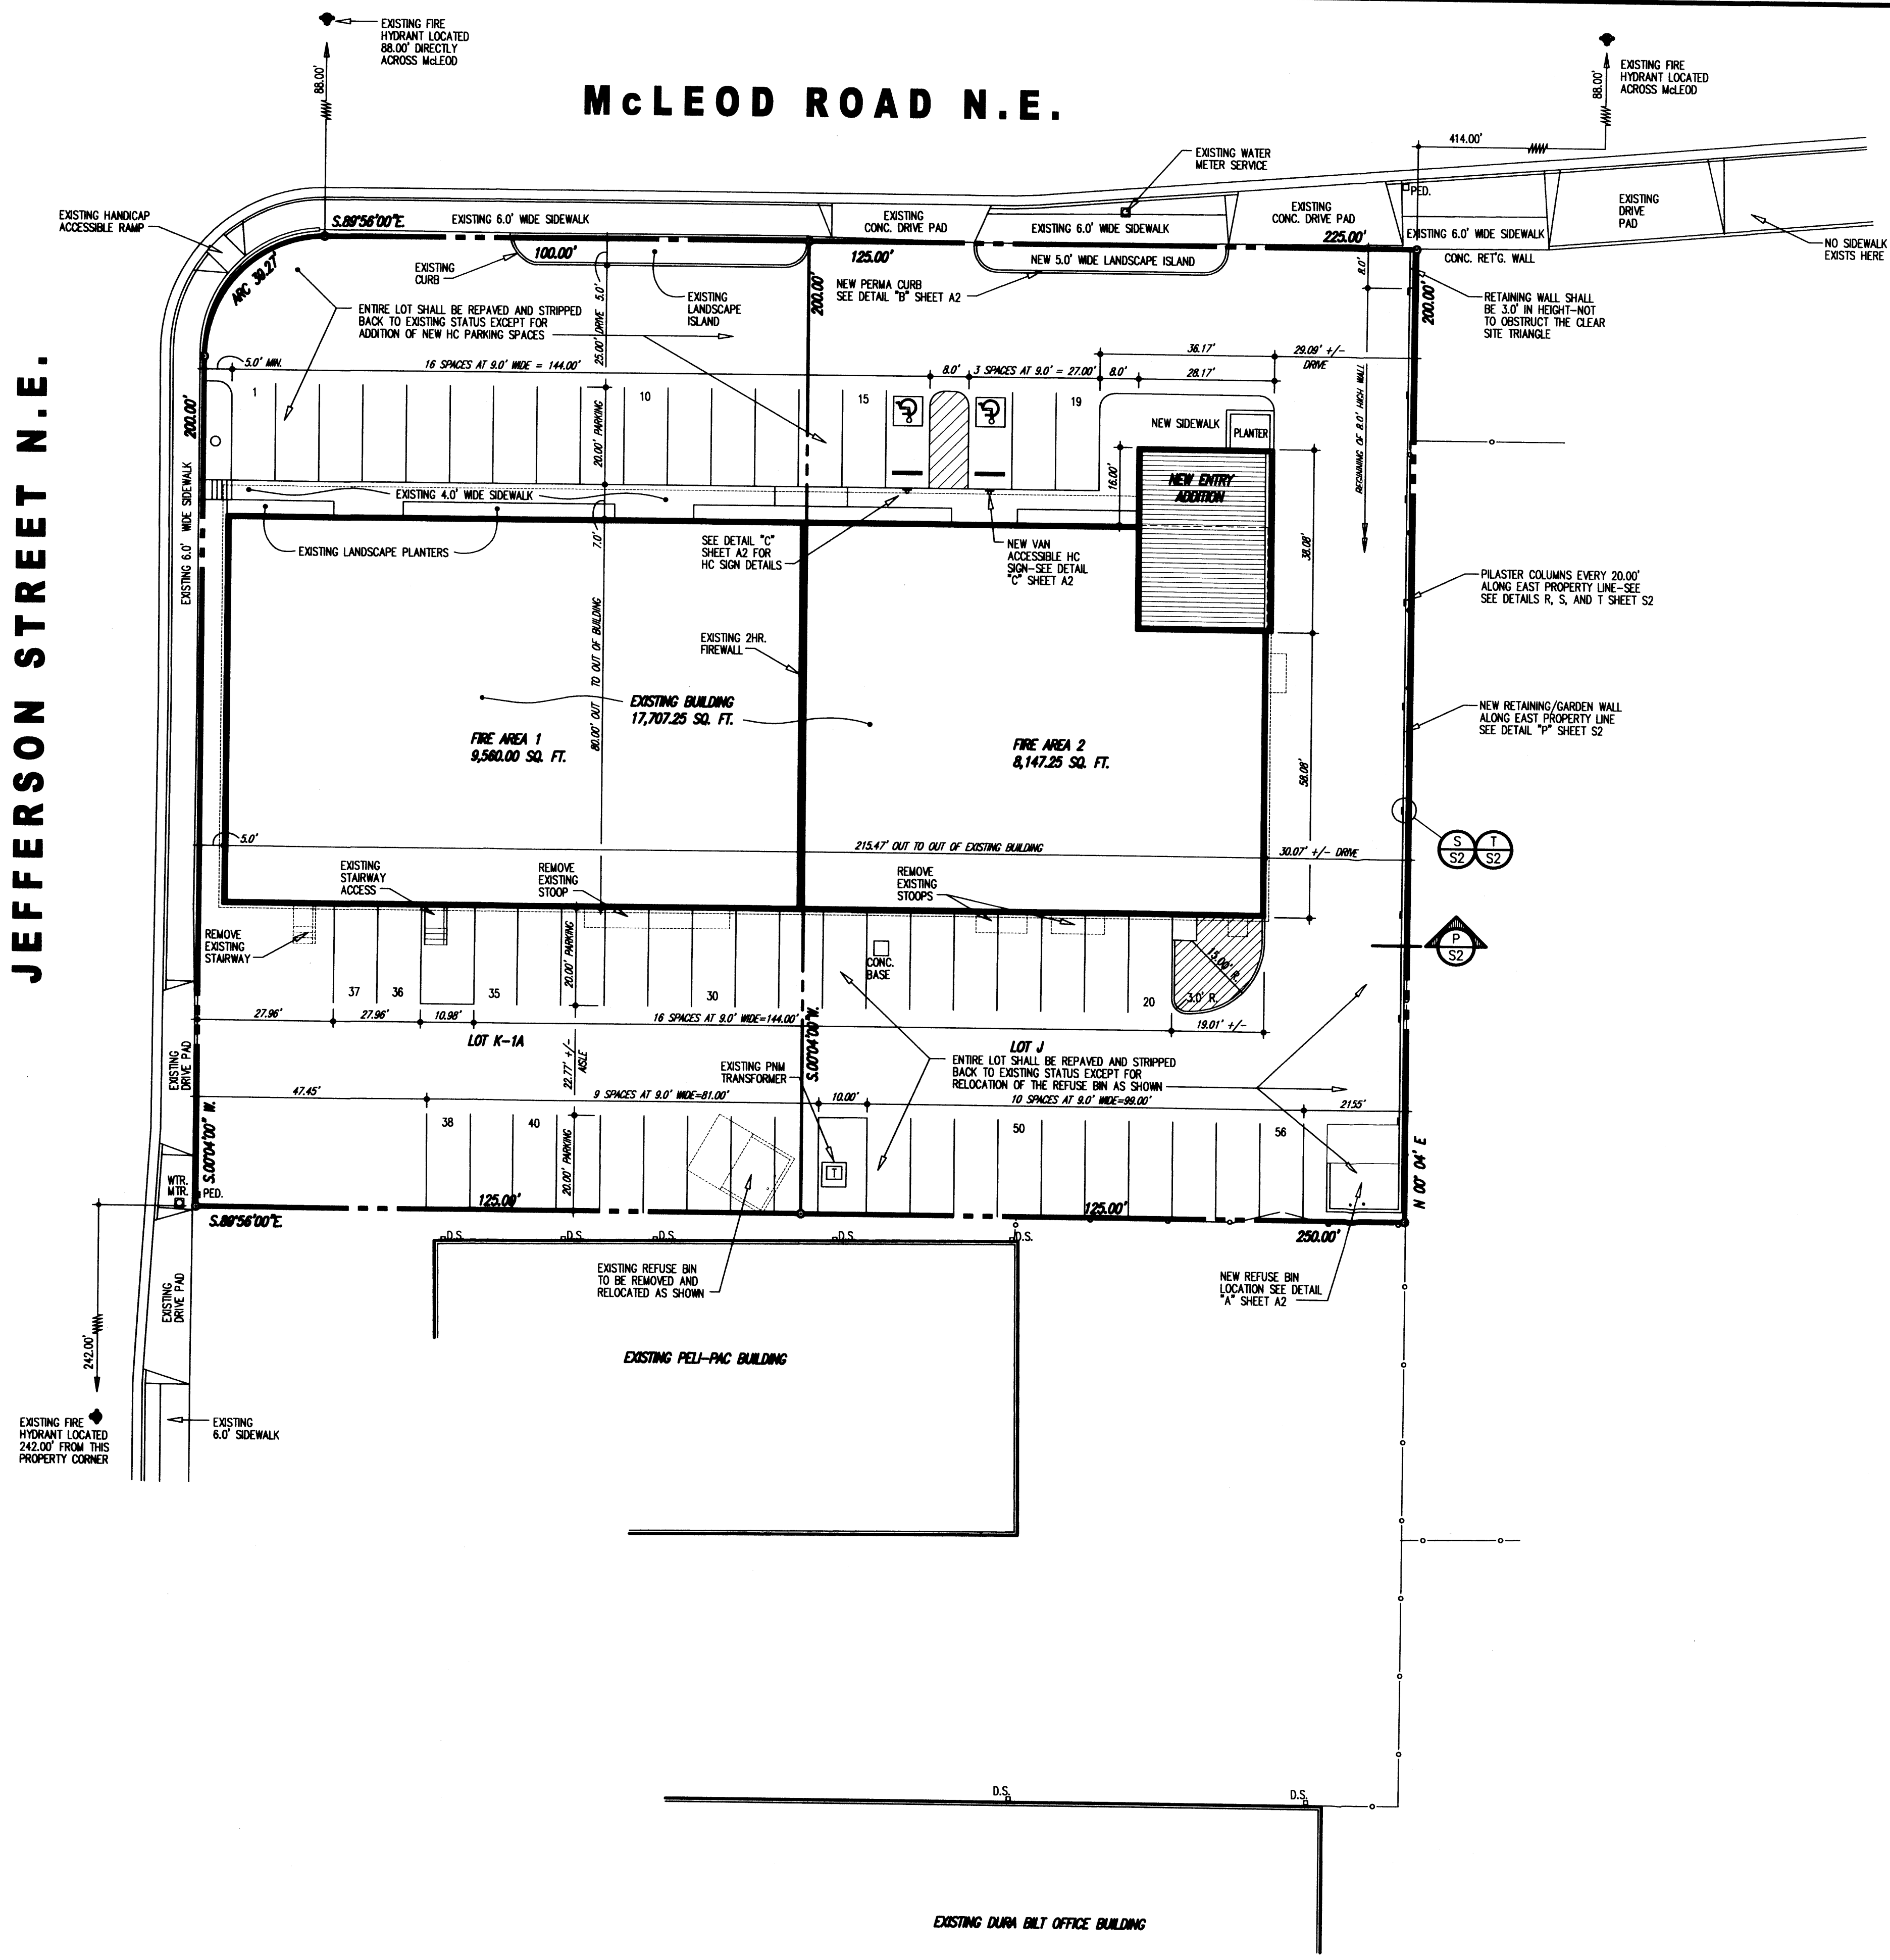 EXISTING FIRE
HYDRANT LOCATED
88.00' DIRECTLY
ACROSS McLEOD
88.00'
McLEOD ROAD N.E.
EXISTING FIRE
HYDRANT LOCATED
ACROSS McLEOD
88.00'
414.00'
EXISTING WATER
METER SERVICE
PED.
EXISTING HANDICAP
ACCESSIBLE RAMP
S.89°56'00"E.
EXISTING 6.0' WIDE SIDEWALK
EXISTING
CONC. DRIVE PAD
EXISTING 6.0' WIDE SIDEWALK
EXISTING
CONC. DRIVE PAD
EXISTING 6.0' WIDE SIDEWALK
EXISTING
DRIVE
PAD
NO SIDEWALK
EXISTS HERE
225.00'
ARC 39.27'
EXISTING
CURB
100.00'
125.00'
NEW 5.0' WIDE LANDSCAPE ISLAND
CONC. RET'G. WALL
EXISTING
LANDSCAPE
ISLAND
NEW PERMA CURB
SEE DETAIL "B" SHEET A2
200.00'
8.0'
200.00'
RETAINING WALL SHALL
BE 3.0' IN HEIGHT-NOT
TO OBSTRUCT THE CLEAR
SITE TRIANGLE
ENTIRE LOT SHALL BE REPAVED AND STRIPPED
BACK TO EXISTING STATUS EXCEPT FOR
ADDITION OF NEW HC PARKING SPACES
5.0'
25.00' DRIVE
5.0' MIN.
16 SPACES AT 9.0' WIDE = 144.00'
8.0'
3 SPACES AT 9.0' = 27.00'
8.0'
36.17'
28.17'
29.09' +/-
DRIVE
BEGINNING OF 8.0' HIGH WALL
JEFFERSON STREET N.E.
200.00'
1
10
15
19
20.00' PARKING
NEW SIDEWALK
PLANTER
16.00'
NEW ENTRY
ADDITION
EXISTING 6.0' WIDE SIDEWALK
EXISTING 4.0' WIDE SIDEWALK
EXISTING LANDSCAPE PLANTERS
7.0'
SEE DETAIL "C"
SHEET A2 FOR
HC SIGN DETAILS
NEW VAN
ACCESSIBLE HC
SIGN-SEE DETAIL
"C" SHEET A2
38.08'
PILASTER COLUMNS EVERY 20.00'
ALONG EAST PROPERTY LINE-SEE
SEE DETAILS R, S, AND T SHEET S2
EXISTING 2HR.
FIREWALL
80.00' OUT TO OUT OF BUILDING
EXISTING BUILDING
17,707.25 SQ. FT.
FIRE AREA 1
9,560.00 SQ. FT.
FIRE AREA 2
8,147.25 SQ. FT.
58.08'
NEW RETAINING/GARDEN WALL
ALONG EAST PROPERTY LINE
SEE DETAIL "P" SHEET S2
5.0'
215.47' OUT TO OUT OF EXISTING BUILDING
30.07' +/- DRIVE
S
S2
T
S2
EXISTING
STAIRWAY
ACCESS
REMOVE
EXISTING
STOOP
REMOVE
EXISTING
STOOPS
REMOVE
EXISTING
STAIRWAY
20.00' PARKING
CONC.
BASE
15.00' R.
3.0' R.
P
S2
37
36
35
30
20
27.96'
27.96'
10.98'
16 SPACES AT 9.0' WIDE=144.00'
19.01' +/-
LOT K-1A
LOT J
22.77' +/-
AISLE
S.00°04'00"W.
EXISTING PNM
TRANSFORMER
ENTIRE LOT SHALL BE REPAVED AND STRIPPED
BACK TO EXISTING STATUS EXCEPT FOR
RELOCATION OF THE REFUSE BIN AS SHOWN
EXISTING
DRIVE PAD
47.45'
9 SPACES AT 9.0' WIDE=81.00'
10.00'
10 SPACES AT 9.0' WIDE=99.00'
2155'
38
40
50
56
20.00' PARKING
T
S.00°04'00" W.
N 00° 04' E
WTR.
MTR.
PED.
S.89°56'00"E.
125.00'
125.00'
250.00'
D.S.
D.S.
D.S.
D.S.
D.S.
EXISTING REFUSE BIN
TO BE REMOVED AND
RELOCATED AS SHOWN
NEW REFUSE BIN
LOCATION SEE DETAIL
"A" SHEET A2
EXISTING
DRIVE PAD
242.00'
EXISTING PELI-PAC BUILDING
EXISTING FIRE
HYDRANT LOCATED
242.00' FROM THIS
PROPERTY CORNER
EXISTING
6.0' SIDEWALK
D.S.
D.S.
EXISTING DURA BILT OFFICE BUILDING